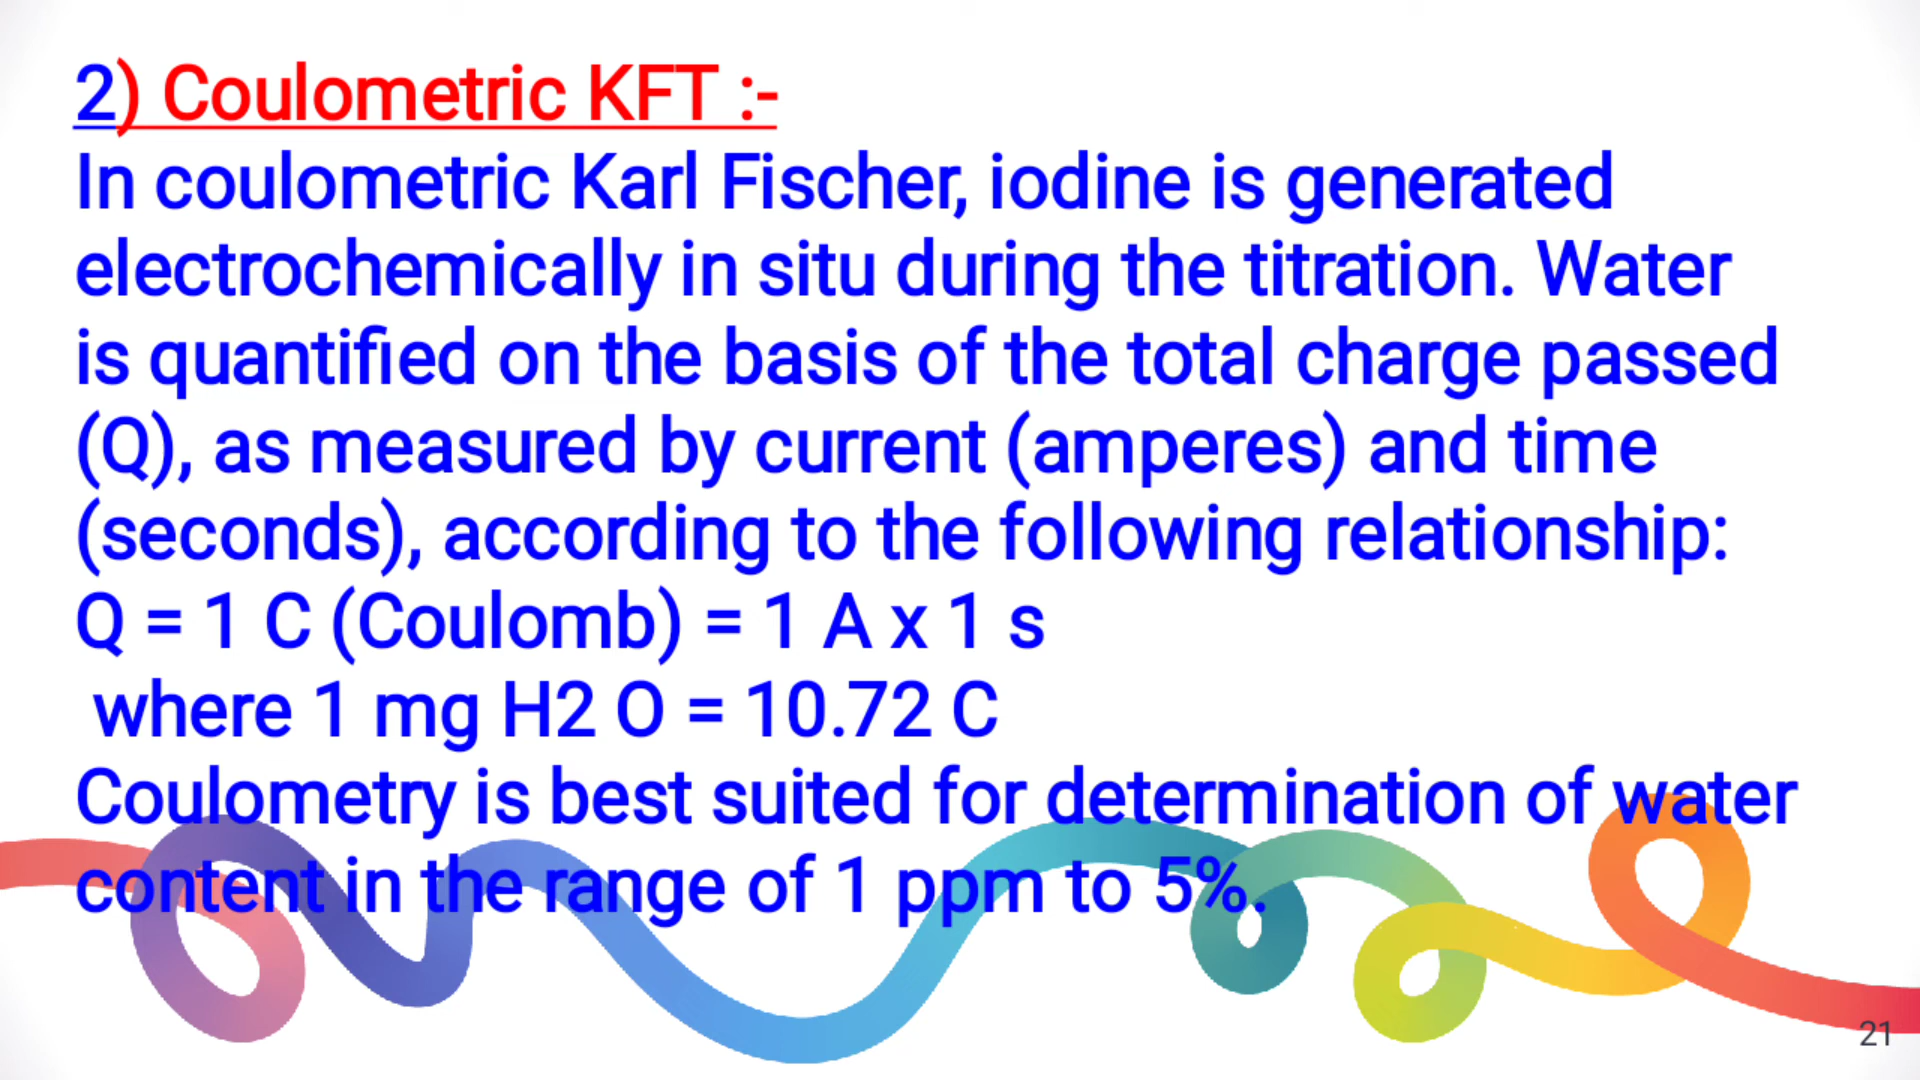 2) Coulometric KFT :-
In coulometric Karl Fischer, iodine is generated
electrochemically in situ during the titration. Water
is quantified on the basis of the total charge passed
(Q), as measured by current (amperes) and time
(seconds), according to the following relationship:
Q = 1 C (Coulomb) = 1 A x 1 s
where 1 mg H2 O = 10.72 C
Coulometry is best suited for determination of water
content in the range of 1 ppm to 5%.
21